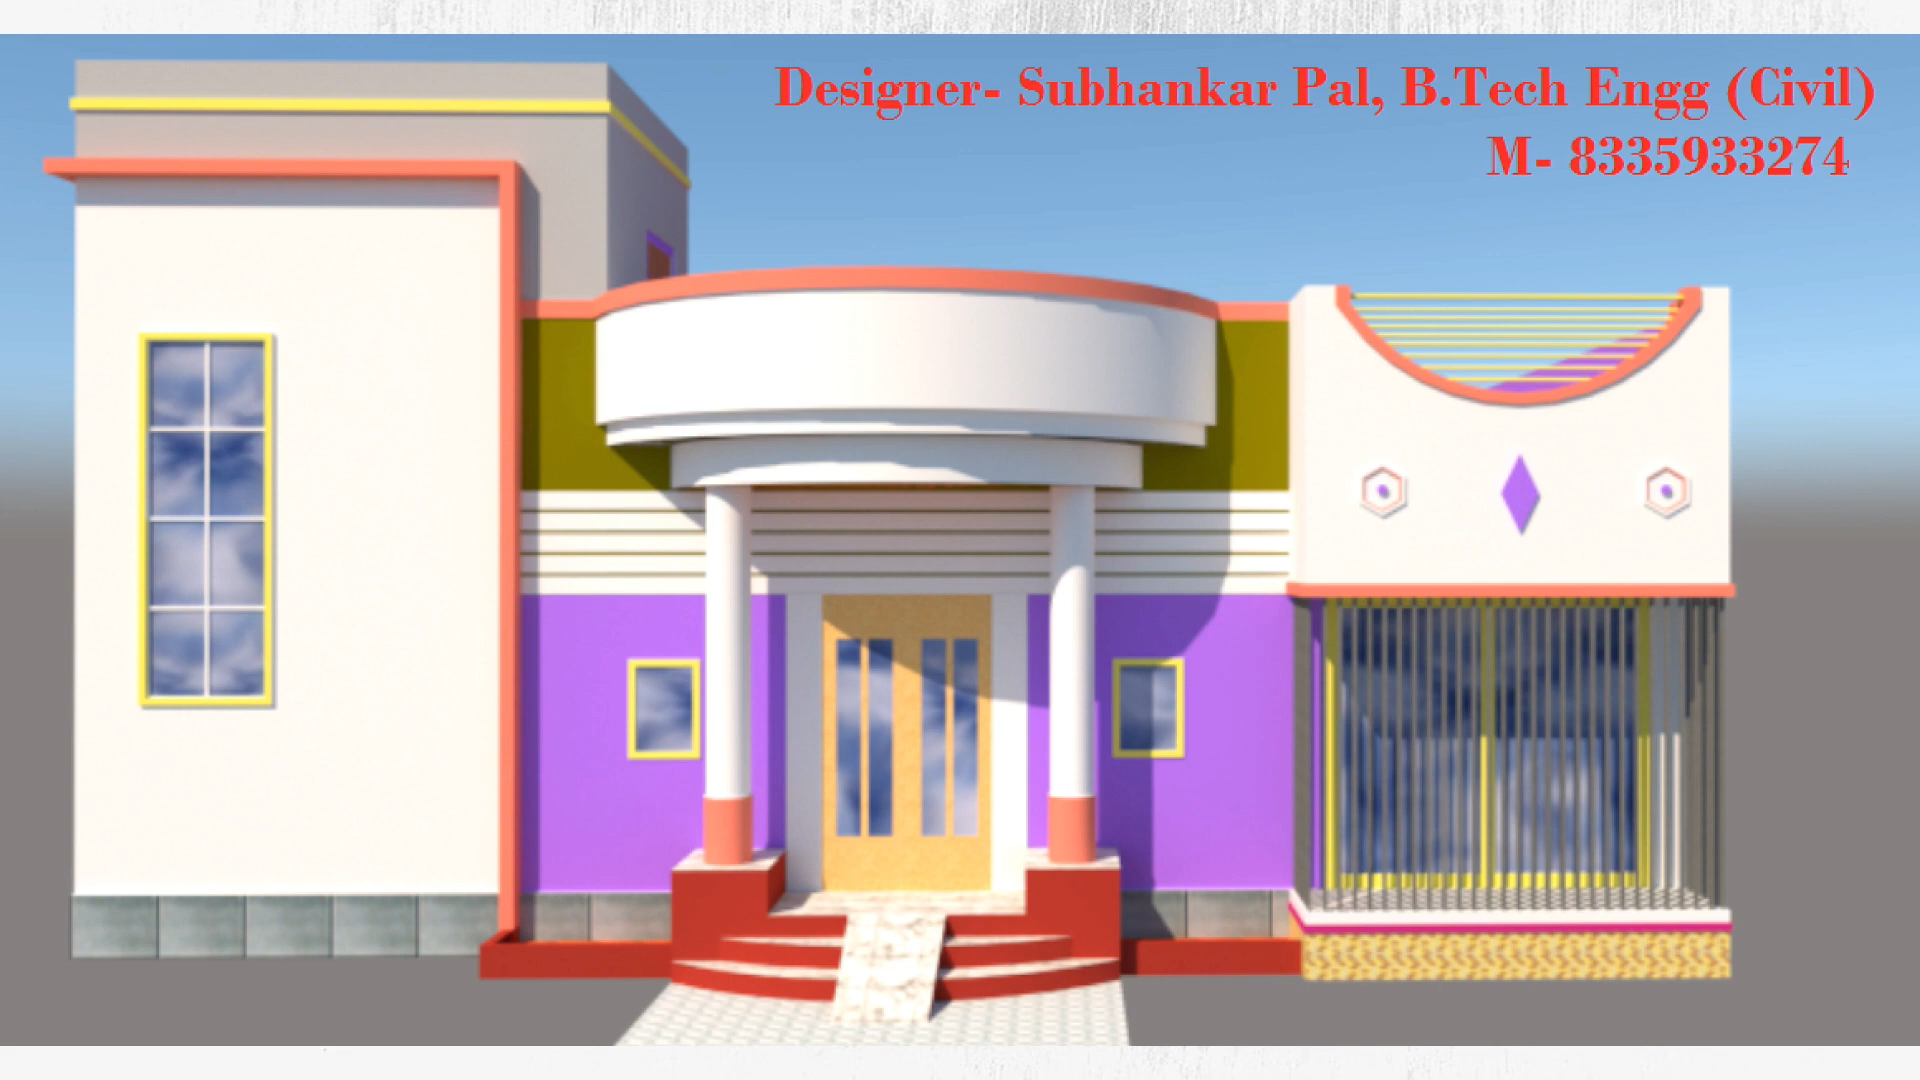 Designer- Subhankar Pal, B.Tech Engg (Civil)
M- 8335933274